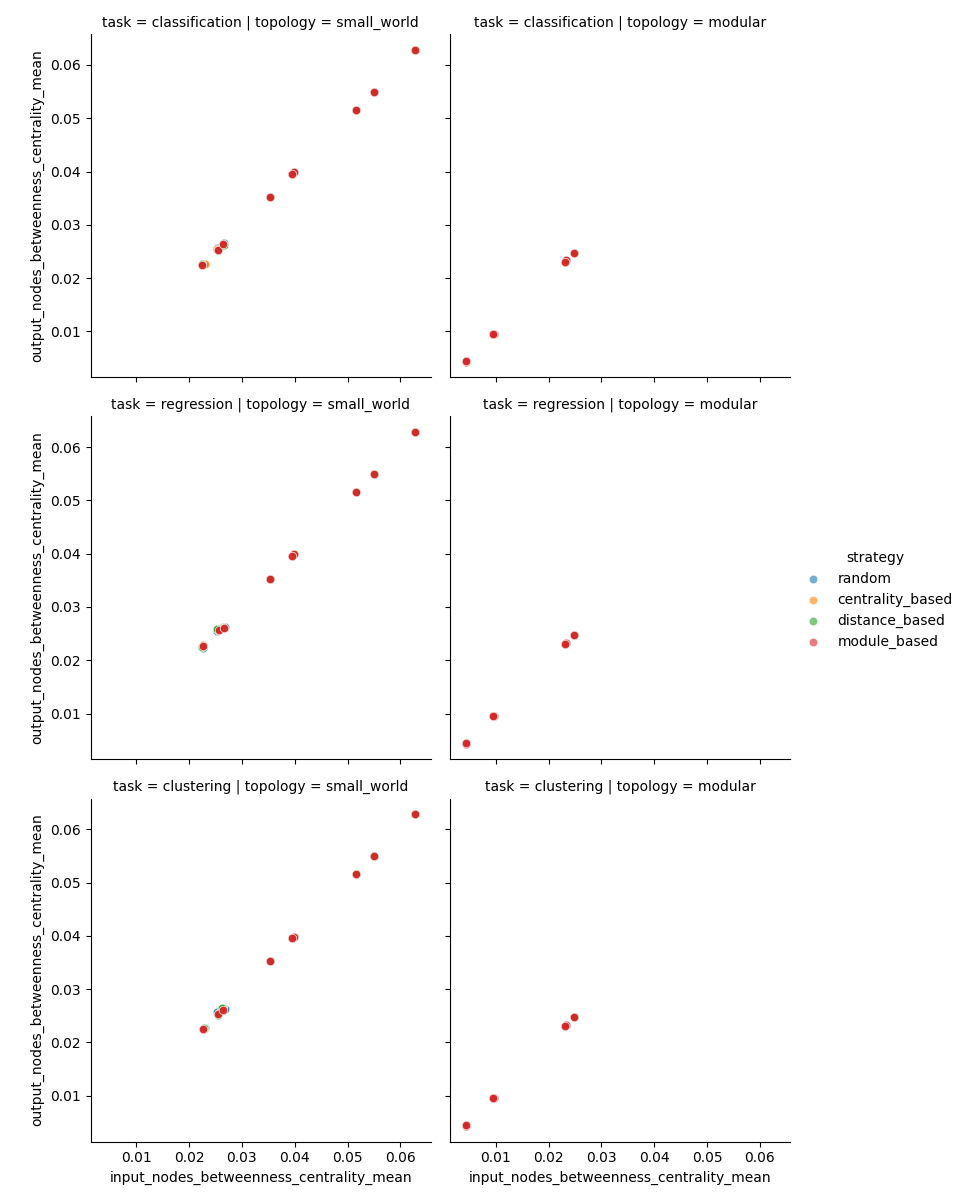 task = classification | topology = small_world
task = classification | topology = modular
output_nodes_betweenness_centrality_mean
0.06
0.05
0.04
0.03
0.02
0.01
task = regression | topology = small_world
task = regression | topology = modular
output_nodes_betweenness_centrality_mean
0.06
0.05
0.04
0.03
0.02
0.01
strategy
random
centrality_based
distance_based
module_based
task = clustering | topology = small_world
task = clustering | topology = modular
output_nodes_betweenness_centrality_mean
0.06
0.05
0.04
0.03
0.02
0.01
0.01 0.02 0.03 0.04 0.05 0.06
0.01 0.02 0.03 0.04 0.05 0.06
input_nodes_betweenness_centrality_mean
input_nodes_betweenness_centrality_mean